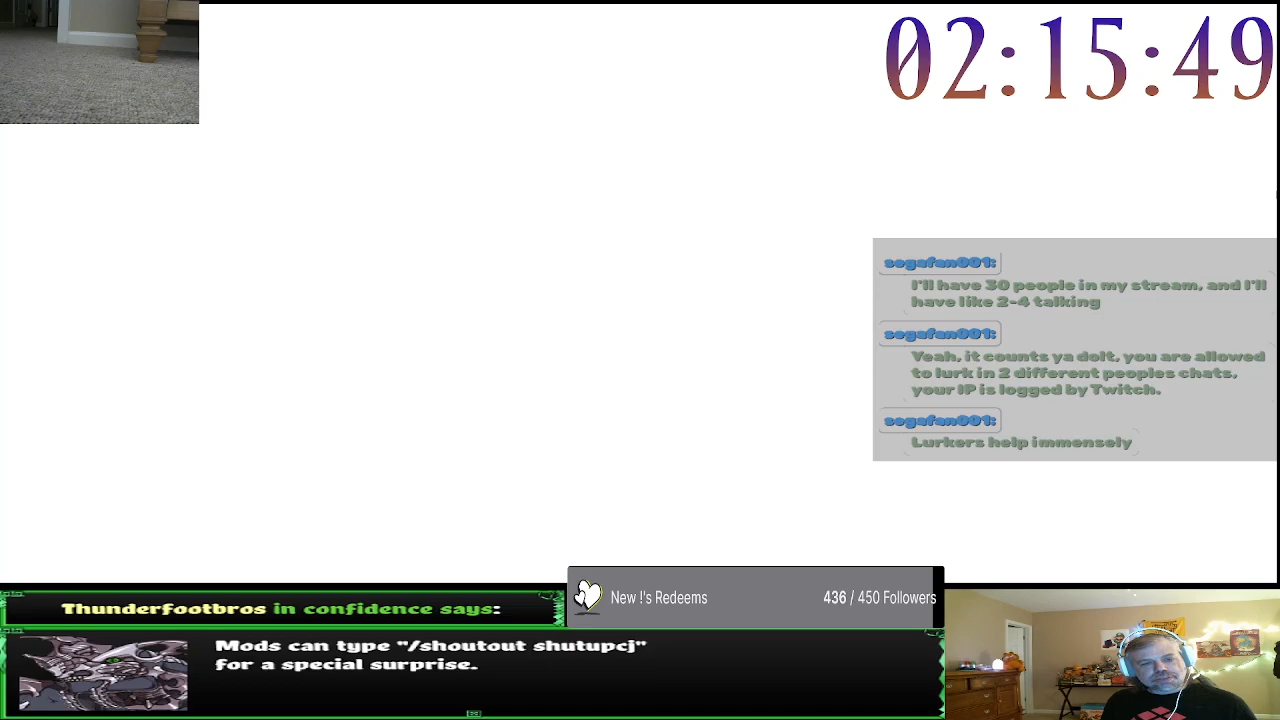 02:15:49
segafan001:
I'll have 30 people in my stream, and I'll
have like 2-4 talking
segafan001:
Yeah, it counts ya dolt, you are allowed
to lurk in 2 different peoples chats,
your IP is logged by Twitch.
segafan001:
Lurkers help immensely
New !'s Redeems
436 / 450 Followers
Thunderfootbros in confidence says:
Mods can type "/shoutout shutupcj"
for a special surprise.